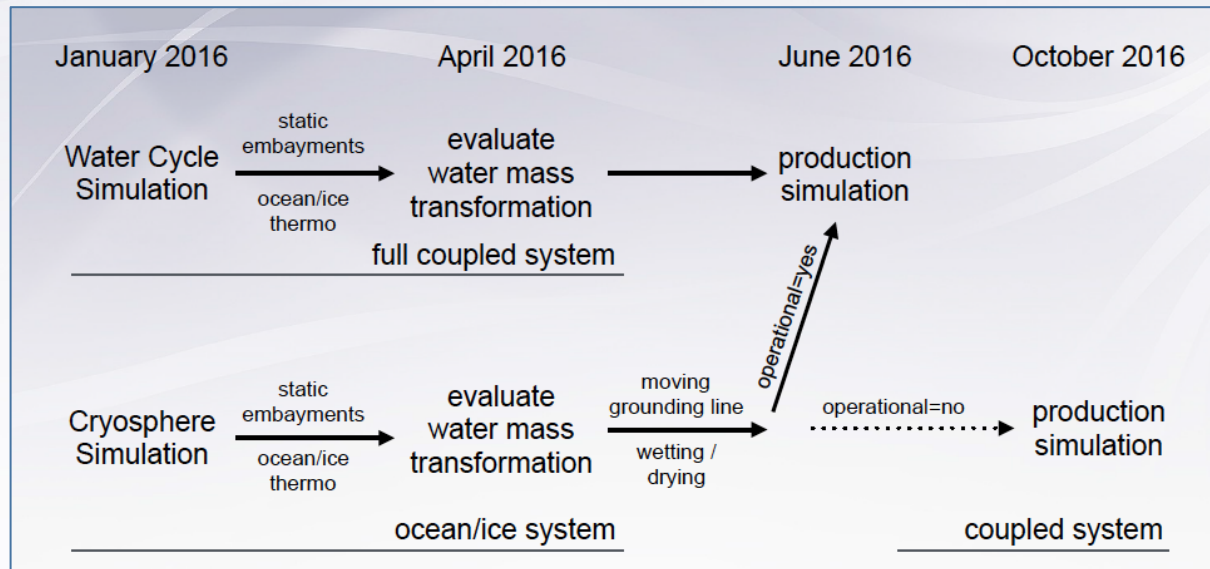 January 2016
April 2016
June 2016
October 2016
static
embayments
Water Cycle
Simulation
ocean/ice
thermo
evaluate
water mass
transformation
production
simulation
full coupled system
operational=yes
static
embayments
Cryosphere
Simulation
ocean/ice
thermo
evaluate
water mass
transformation
moving
grounding line
wetting /
drying
operational=no
production
simulation
ocean/ice system
coupled system